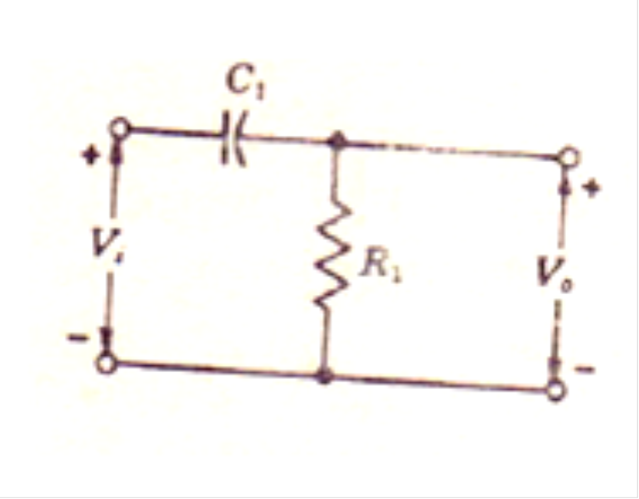 C₁
+
+
Vᵢ
R₁
Vₒ
-
-